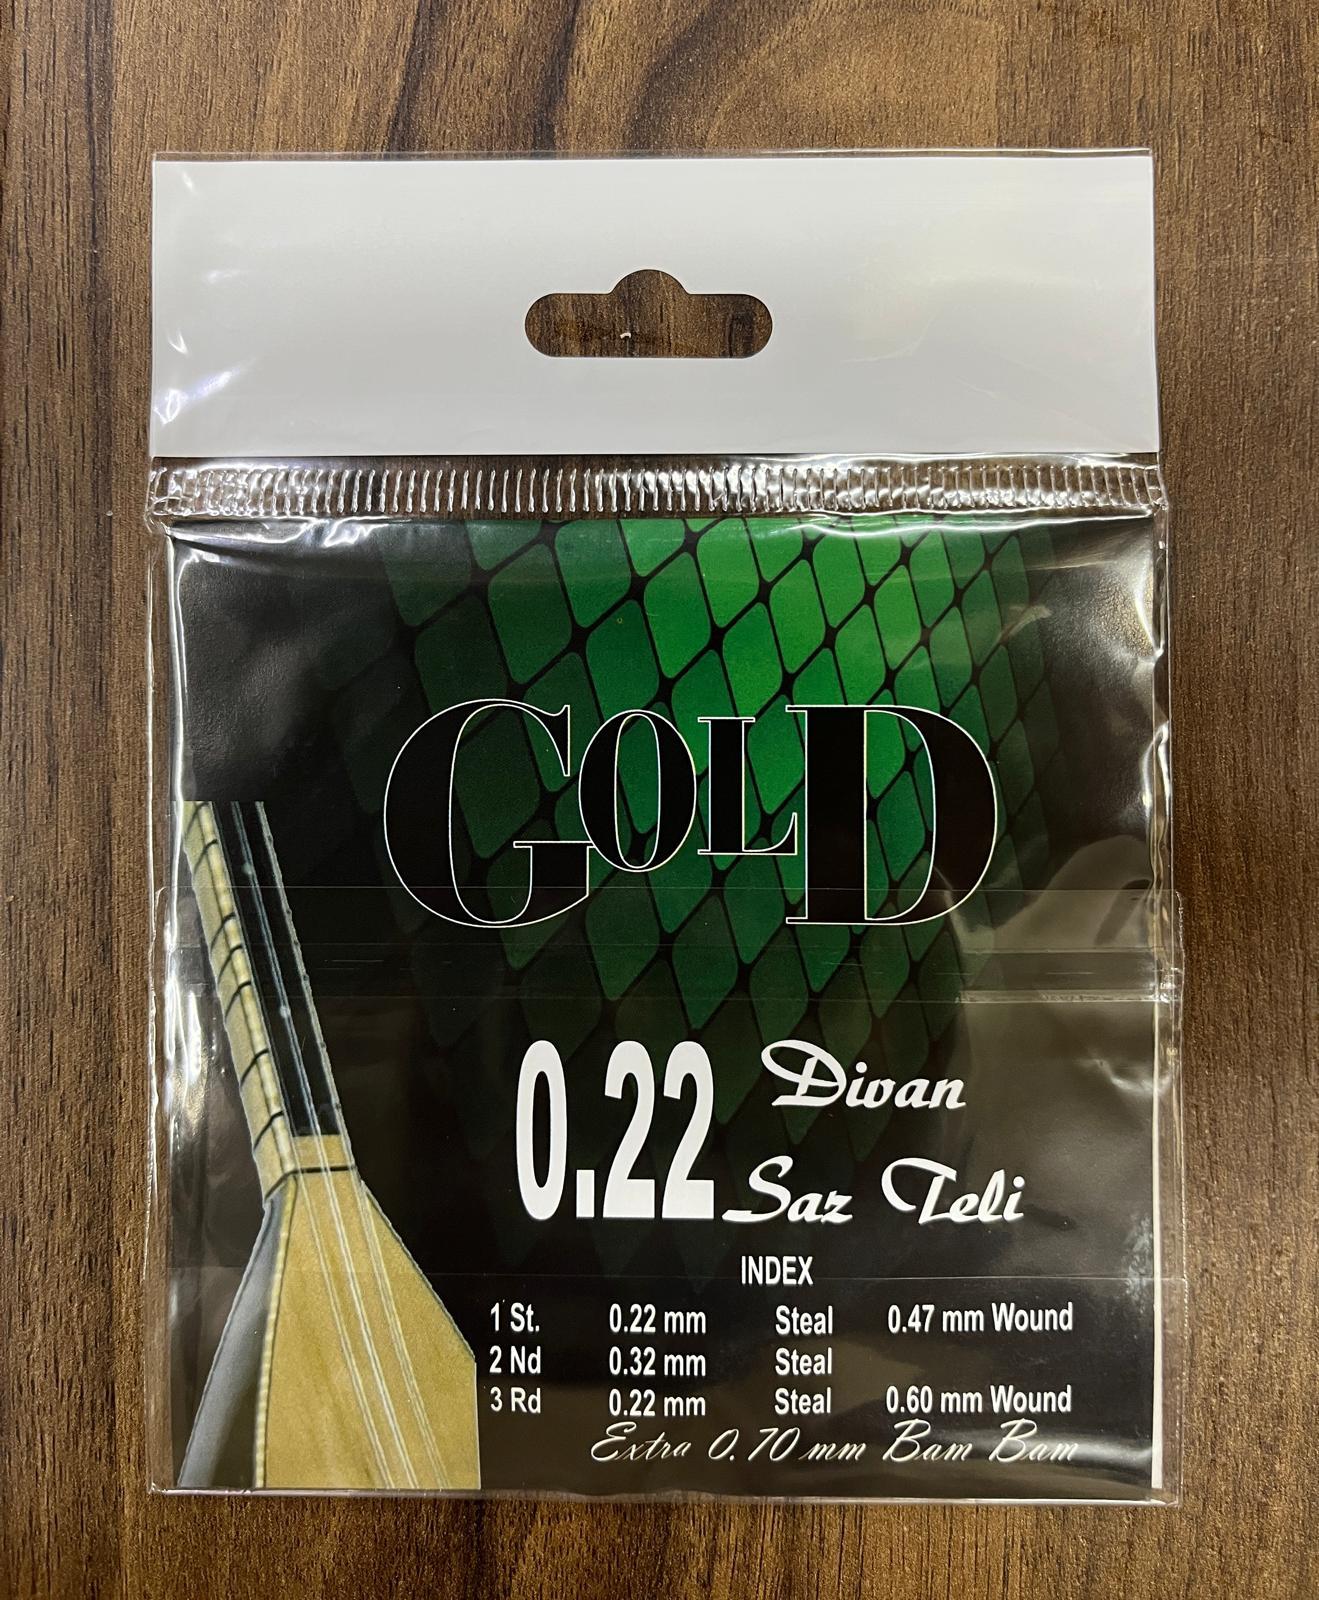 GOLD
0.22 Divan
Saz Teli
INDEX
1 St. 0.22 mm Steal 0.47 mm Wound
2 Nd 0.32 mm Steal
3 Rd 0.22 mm Steal 0.60 mm Wound
Extra 0.70 mm Bam Bam